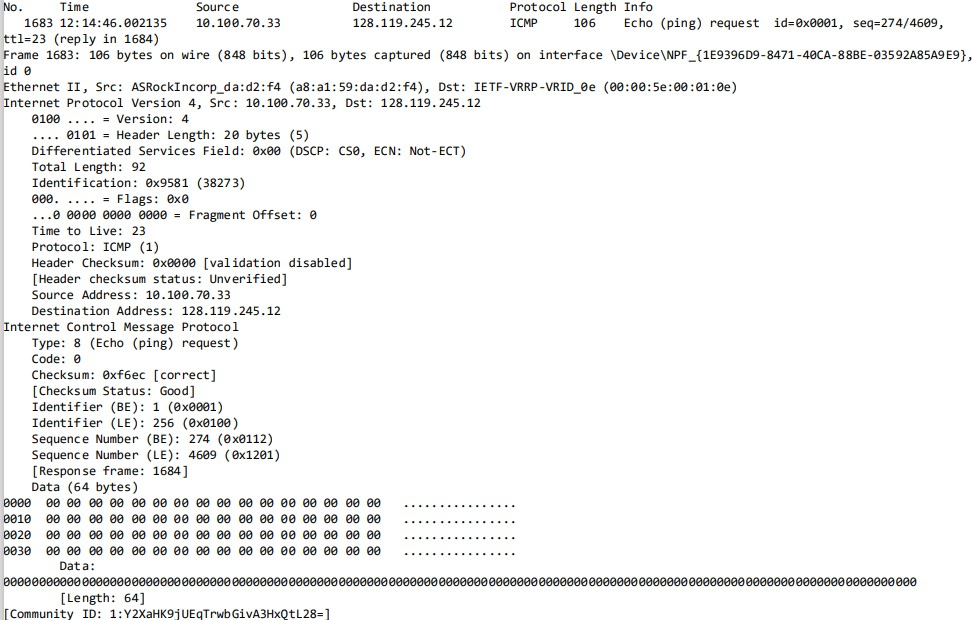 No. Time Source Destination Protocol Length Info
1683 12:14:46.002135 10.100.70.33 128.119.245.12 ICMP 106 Echo (ping) request id=0x0001, seq=274/4609,
ttl=23 (reply in 1684)
Frame 1683: 106 bytes on wire (848 bits), 106 bytes captured (848 bits) on interface \Device\NPF_{1E9396D9-8471-40CA-88BE-03592A85A9E9},
id 0
Ethernet II, Src: ASRockIncorp_da:d2:f4 (a8:a1:59:da:d2:f4), Dst: IETF-VRRP-VRID_0e (00:00:5e:00:01:0e)
Internet Protocol Version 4, Src: 10.100.70.33, Dst: 128.119.245.12
0100 .... = Version: 4
.... 0101 = Header Length: 20 bytes (5)
Differentiated Services Field: 0x00 (DSCP: CS0, ECN: Not-ECT)
Total Length: 92
Identification: 0x9581 (38273)
000. .... = Flags: 0x0
...0 0000 0000 0000 = Fragment Offset: 0
Time to Live: 23
Protocol: ICMP (1)
Header Checksum: 0x0000 [validation disabled]
[Header checksum status: Unverified]
Source Address: 10.100.70.33
Destination Address: 128.119.245.12
Internet Control Message Protocol
Type: 8 (Echo (ping) request)
Code: 0
Checksum: 0xf6ec [correct]
[Checksum Status: Good]
Identifier (BE): 1 (0x0001)
Identifier (LE): 256 (0x0100)
Sequence Number (BE): 274 (0x0112)
Sequence Number (LE): 4609 (0x1201)
[Response frame: 1684]
Data (64 bytes)
0000 00 00 00 00 00 00 00 00 00 00 00 00 00 00 00 00 ................
0010 00 00 00 00 00 00 00 00 00 00 00 00 00 00 00 00 ................
0020 00 00 00 00 00 00 00 00 00 00 00 00 00 00 00 00 ................
0030 00 00 00 00 00 00 00 00 00 00 00 00 00 00 00 00 ................
Data:
00000000000000000000000000000000000000000000000000000000000000000000000000000000000000000000000000000000000000000000000000000000
[Length: 64]
[Community ID: 1:Y2XaHK9jUEqTrwbGivA3HxQtL28=]